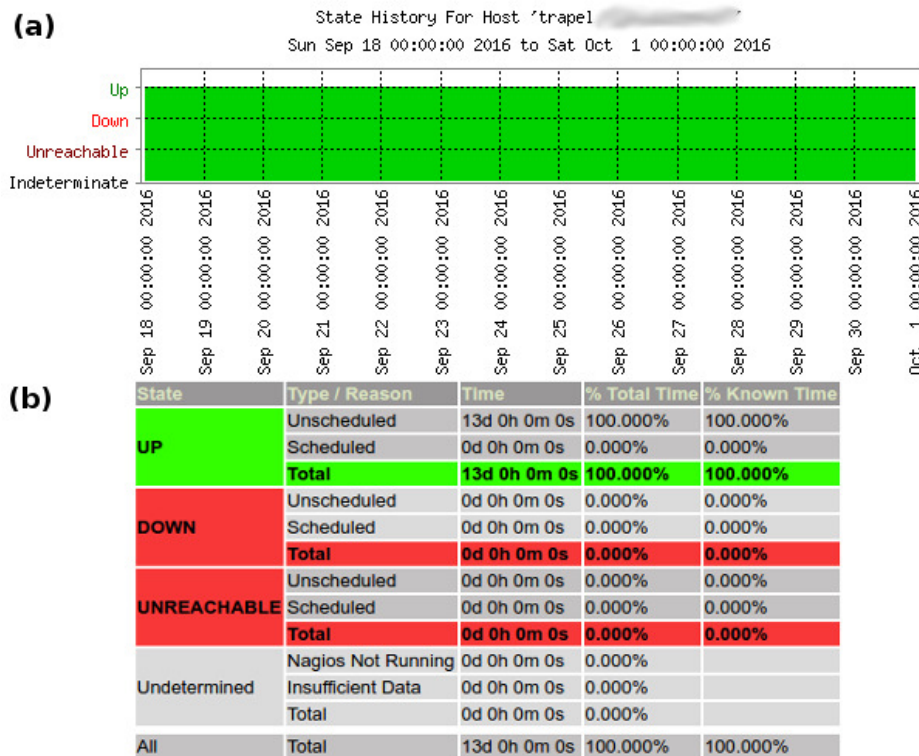 (a)
State History For Host 'trapel
Sun Sep 18 00:00:00 2016 to Sat Oct 1 00:00:00 2016
Up
Down
Unreachable
Indeterminate
Sep 18 00:00:00 2016
Sep 19 00:00:00 2016
Sep 20 00:00:00 2016
Sep 21 00:00:00 2016
Sep 22 00:00:00 2016
Sep 23 00:00:00 2016
Sep 24 00:00:00 2016
Sep 25 00:00:00 2016
Sep 26 00:00:00 2016
Sep 27 00:00:00 2016
Sep 28 00:00:00 2016
Sep 29 00:00:00 2016
Sep 30 00:00:00 2016
Oct 1 00:00:00 2016
(b)
State Type / Reason Time % Total Time % Known Time
UP
Unscheduled 13d 0h 0m 0s 100.000% 100.000%
Scheduled 0d 0h 0m 0s 0.000% 0.000%
Total 13d 0h 0m 0s 100.000% 100.000%
DOWN
Unscheduled 0d 0h 0m 0s 0.000% 0.000%
Scheduled 0d 0h 0m 0s 0.000% 0.000%
Total 0d 0h 0m 0s 0.000% 0.000%
UNREACHABLE
Unscheduled 0d 0h 0m 0s 0.000% 0.000%
Scheduled 0d 0h 0m 0s 0.000% 0.000%
Total 0d 0h 0m 0s 0.000% 0.000%
Undetermined
Nagios Not Running 0d 0h 0m 0s 0.000%
Insufficient Data 0d 0h 0m 0s 0.000%
Total 0d 0h 0m 0s 0.000%
All Total 13d 0h 0m 0s 100.000% 100.000%